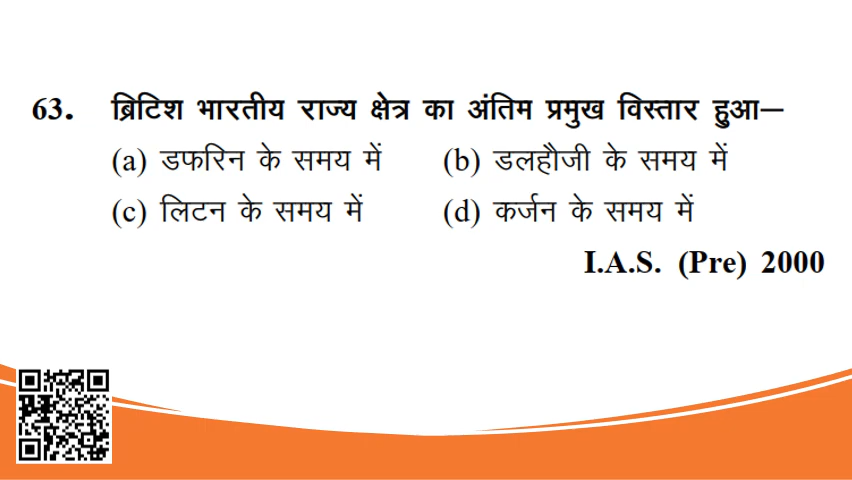 63. ब्रिटिश भारतीय राज्य क्षेत्र का अंतिम प्रमुख विस्तार हुआ–
(a) डफरिन के समय में (b) डलहौजी के समय में
(c) लिटन के समय में (d) कर्जन के समय में
I.A.S. (Pre) 2000